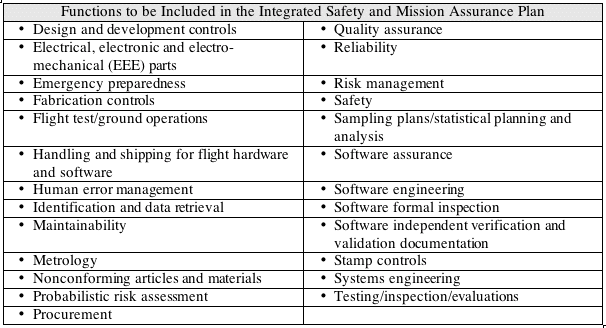 Functions to be Included in the Integrated Safety and Mission Assurance Plan
• Design and development controls
• Quality assurance
• Electrical, electronic and electro-
mechanical (EEE) parts
• Reliability
• Emergency preparedness
• Risk management
• Fabrication controls
• Safety
• Flight test/ground operations
• Sampling plans/statistical planning and
analysis
• Handling and shipping for flight hardware
and software
• Software assurance
• Human error management
• Software engineering
• Identification and data retrieval
• Software formal inspection
• Maintainability
• Software independent verification and
validation documentation
• Metrology
• Stamp controls
• Nonconforming articles and materials
• Systems engineering
• Probabilistic risk assessment
• Testing/inspection/evaluations
• Procurement